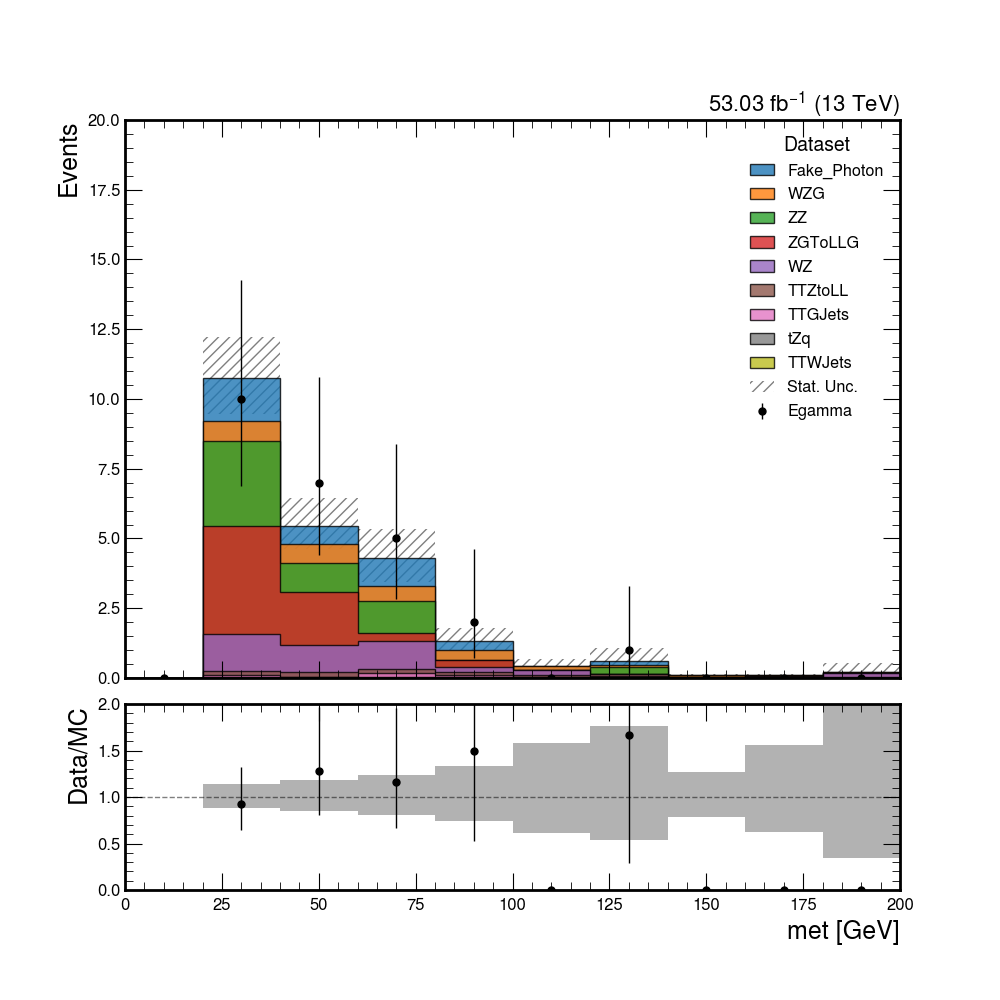 53.03 fb⁻¹ (13 TeV)
Events
20.0
17.5
15.0
12.5
10.0
7.5
5.0
2.5
0.0
Dataset
Fake_Photon
WZG
ZZ
ZGToLLG
WZ
TTZtoLL
TTGJets
tZq
TTWJets
Stat. Unc.
Egamma
Data/MC
2.0
1.5
1.0
0.5
0.0
0 25 50 75 100 125 150 175 200
met [GeV]